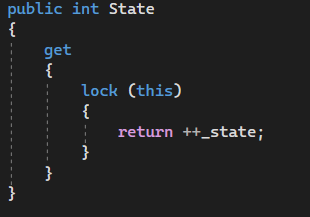 public int State
{
    get
    {
        lock (this)
        {
            return ++_state;
        }
    }
}